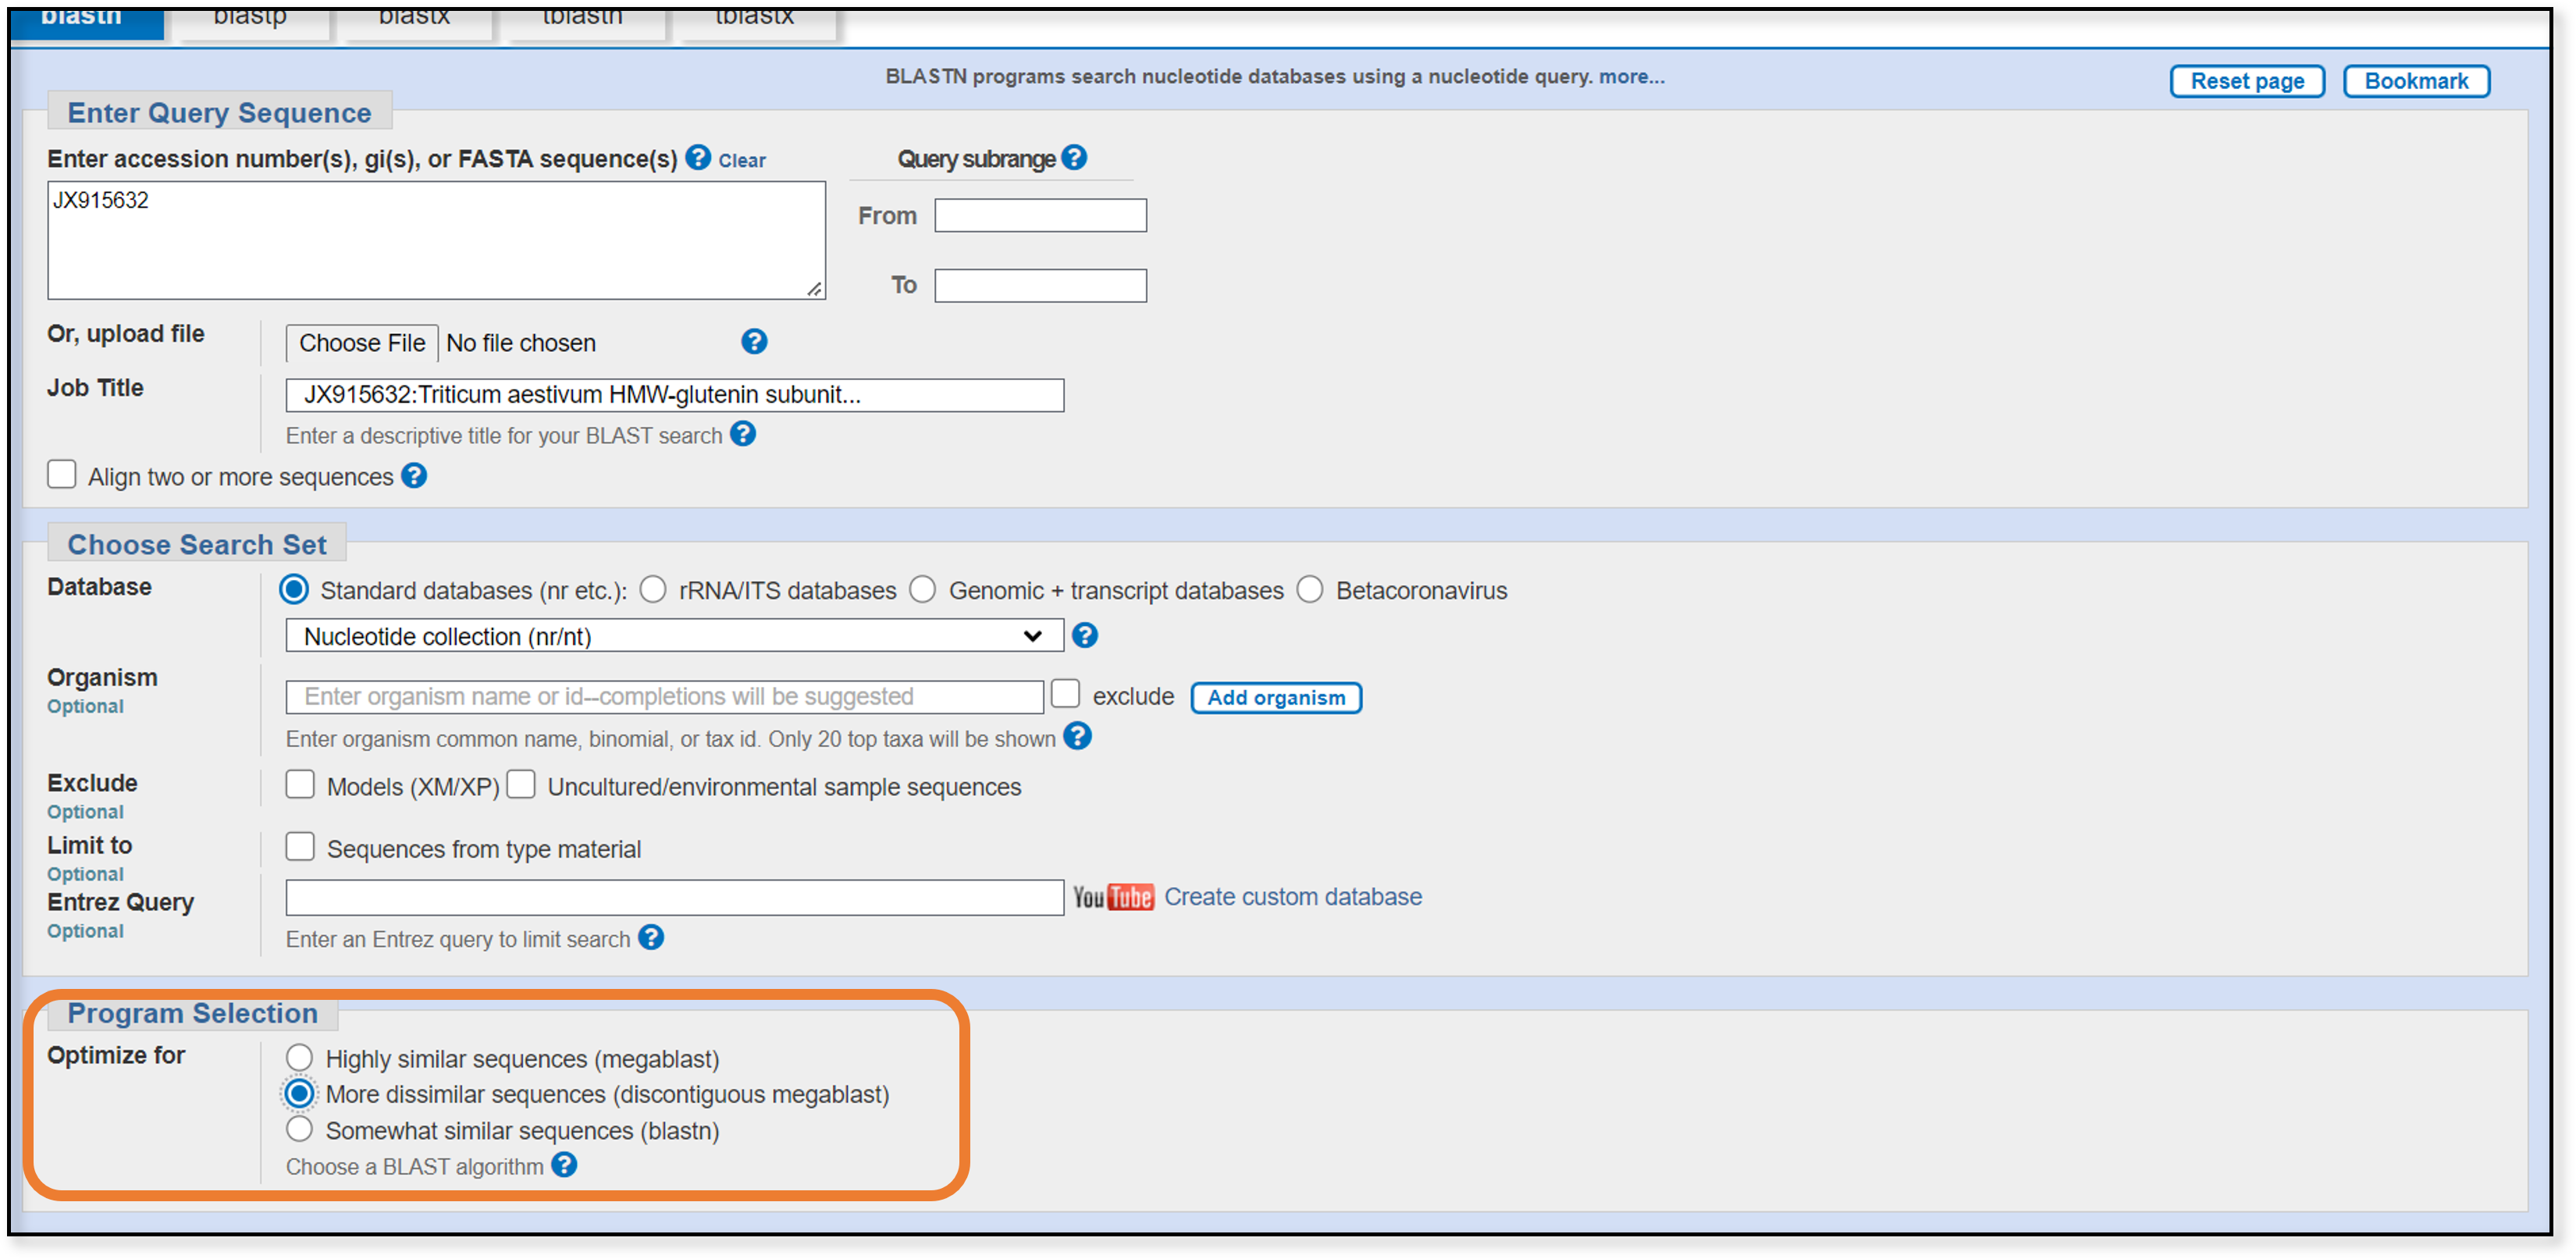 blastn blastp blastx tblastn tblastx
BLASTN programs search nucleotide databases using a nucleotide query. more...
Reset page Bookmark
Enter Query Sequence
Enter accession number(s), gi(s), or FASTA sequence(s) ? Clear
Query subrange ?
JX915632
From
To
Or, upload file Choose File No file chosen ?
Job Title JX915632:Triticum aestivum HMW-glutenin subunit...
Enter a descriptive title for your BLAST search ?
Align two or more sequences ?
Choose Search Set
Database Standard databases (nr etc.): rRNA/ITS databases Genomic + transcript databases Betacoronavirus
Nucleotide collection (nr/nt) ?
Organism
Optional
Enter organism name or id--completions will be suggested exclude Add organism
Enter organism common name, binomial, or tax id. Only 20 top taxa will be shown ?
Exclude Models (XM/XP) Uncultured/environmental sample sequences
Optional
Limit to Sequences from type material
Optional
Entrez Query YouTube Create custom database
Optional
Enter an Entrez query to limit search ?
Program Selection
Optimize for Highly similar sequences (megablast)
More dissimilar sequences (discontiguous megablast)
Somewhat similar sequences (blastn)
Choose a BLAST algorithm ?